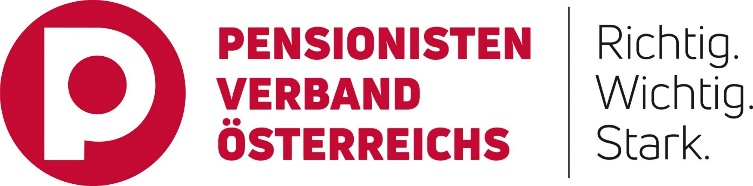 P
PENSIONISTEN
VERBAND
ÖSTERREICHS
Richtig.
Wichtig.
Stark.